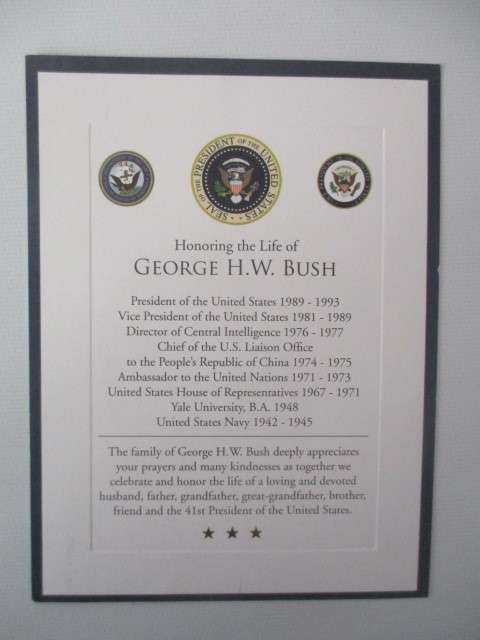 SEAL OF THE PRESIDENT OF THE UNITED STATES
Honoring the Life of
GEORGE H.W. BUSH
President of the United States 1989 - 1993
Vice President of the United States 1981 - 1989
Director of Central Intelligence 1976 - 1977
Chief of the U.S. Liaison Office
to the People's Republic of China 1974 - 1975
Ambassador to the United Nations 1971 - 1973
United States House of Representatives 1967 - 1971
Yale University, B.A. 1948
United States Navy 1942 - 1945
The family of George H.W. Bush deeply appreciates
your prayers and many kindnesses as together we
celebrate and honor the life of a loving and devoted
husband, father, grandfather, great-grandfather, brother,
friend and the 41st President of the United States.